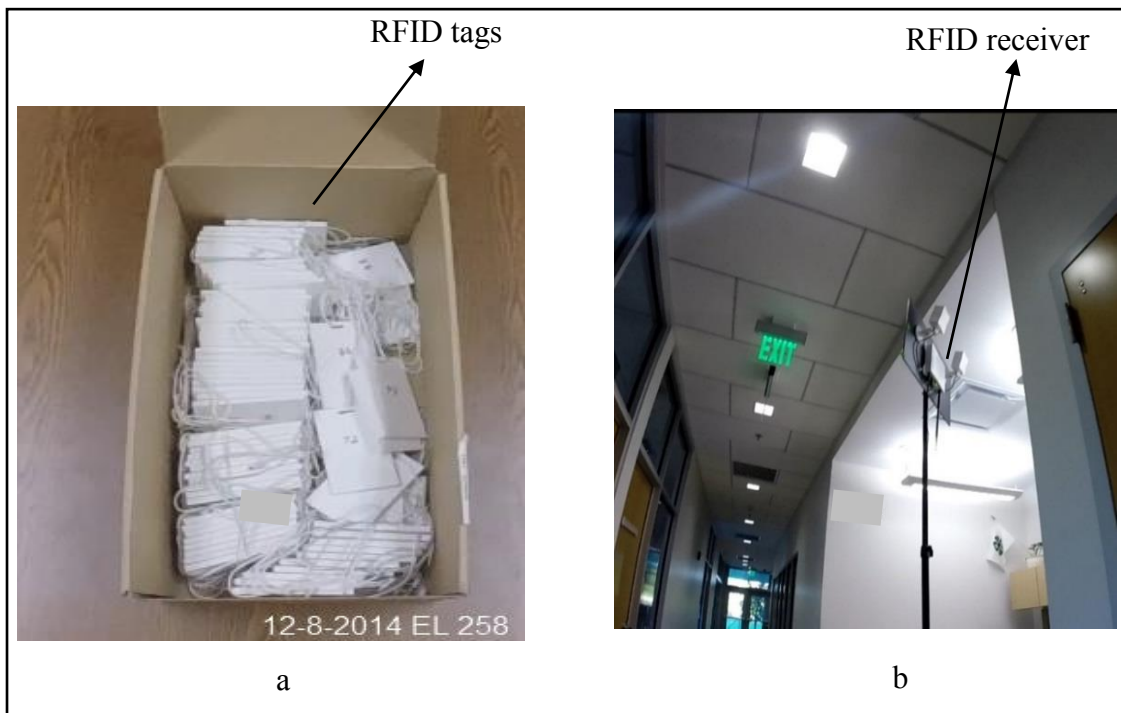 RFID tags
RFID receiver
EXIT
12-8-2014 EL 258
a
b